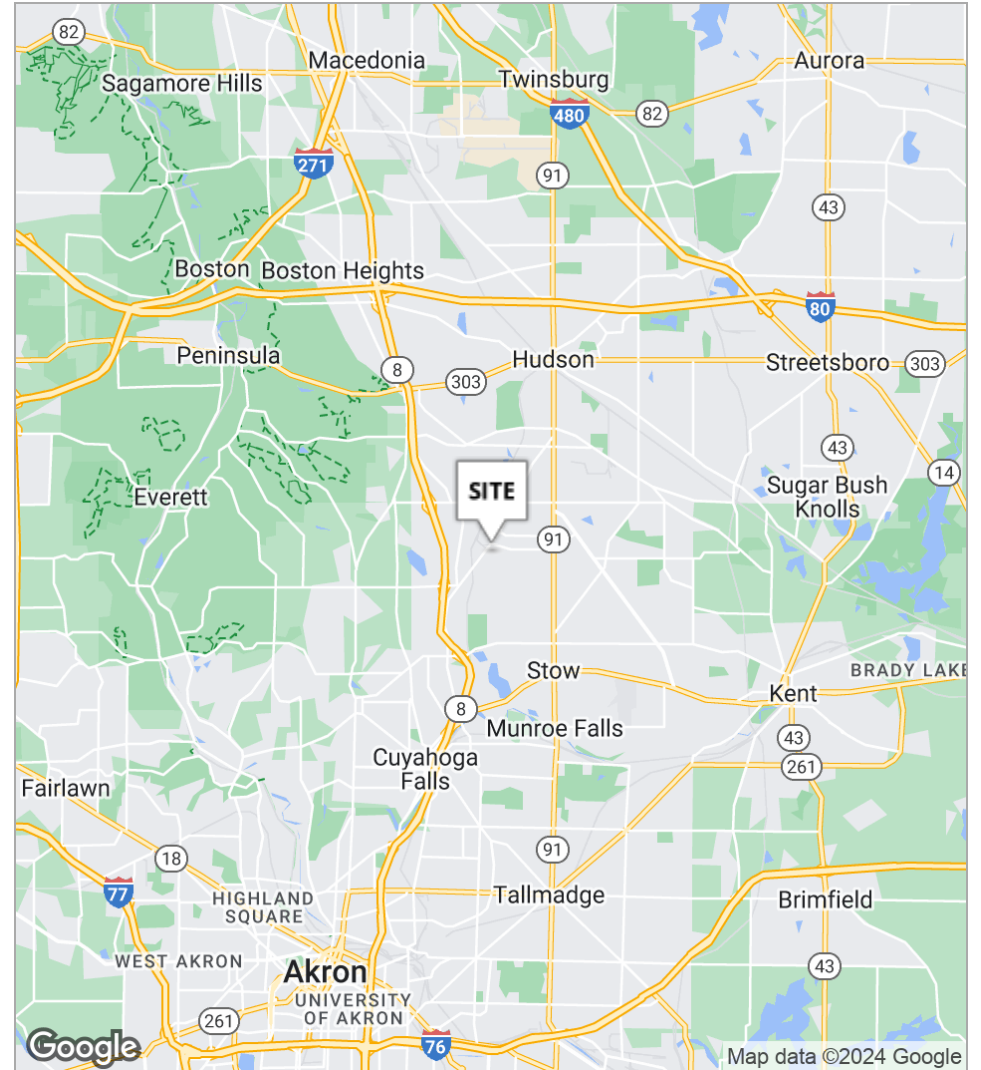 82
Macedonia
Aurora
Sagamore Hills
Twinsburg
480
82
271
91
43
Boston
Boston Heights
80
Peninsula
8
303
Hudson
Streetsboro
303
43
14
SITE
Sugar Bush
Knolls
Everett
91
Stow
BRADY LAKE
Kent
8
Munroe Falls
43
Cuyahoga
Falls
261
Fairlawn
91
18
77
HIGHLAND
SQUARE
Tallmadge
Brimfield
WEST AKRON
Akron
43
UNIVERSITY
OF AKRON
261
76
Google
Map data ©2024 Google